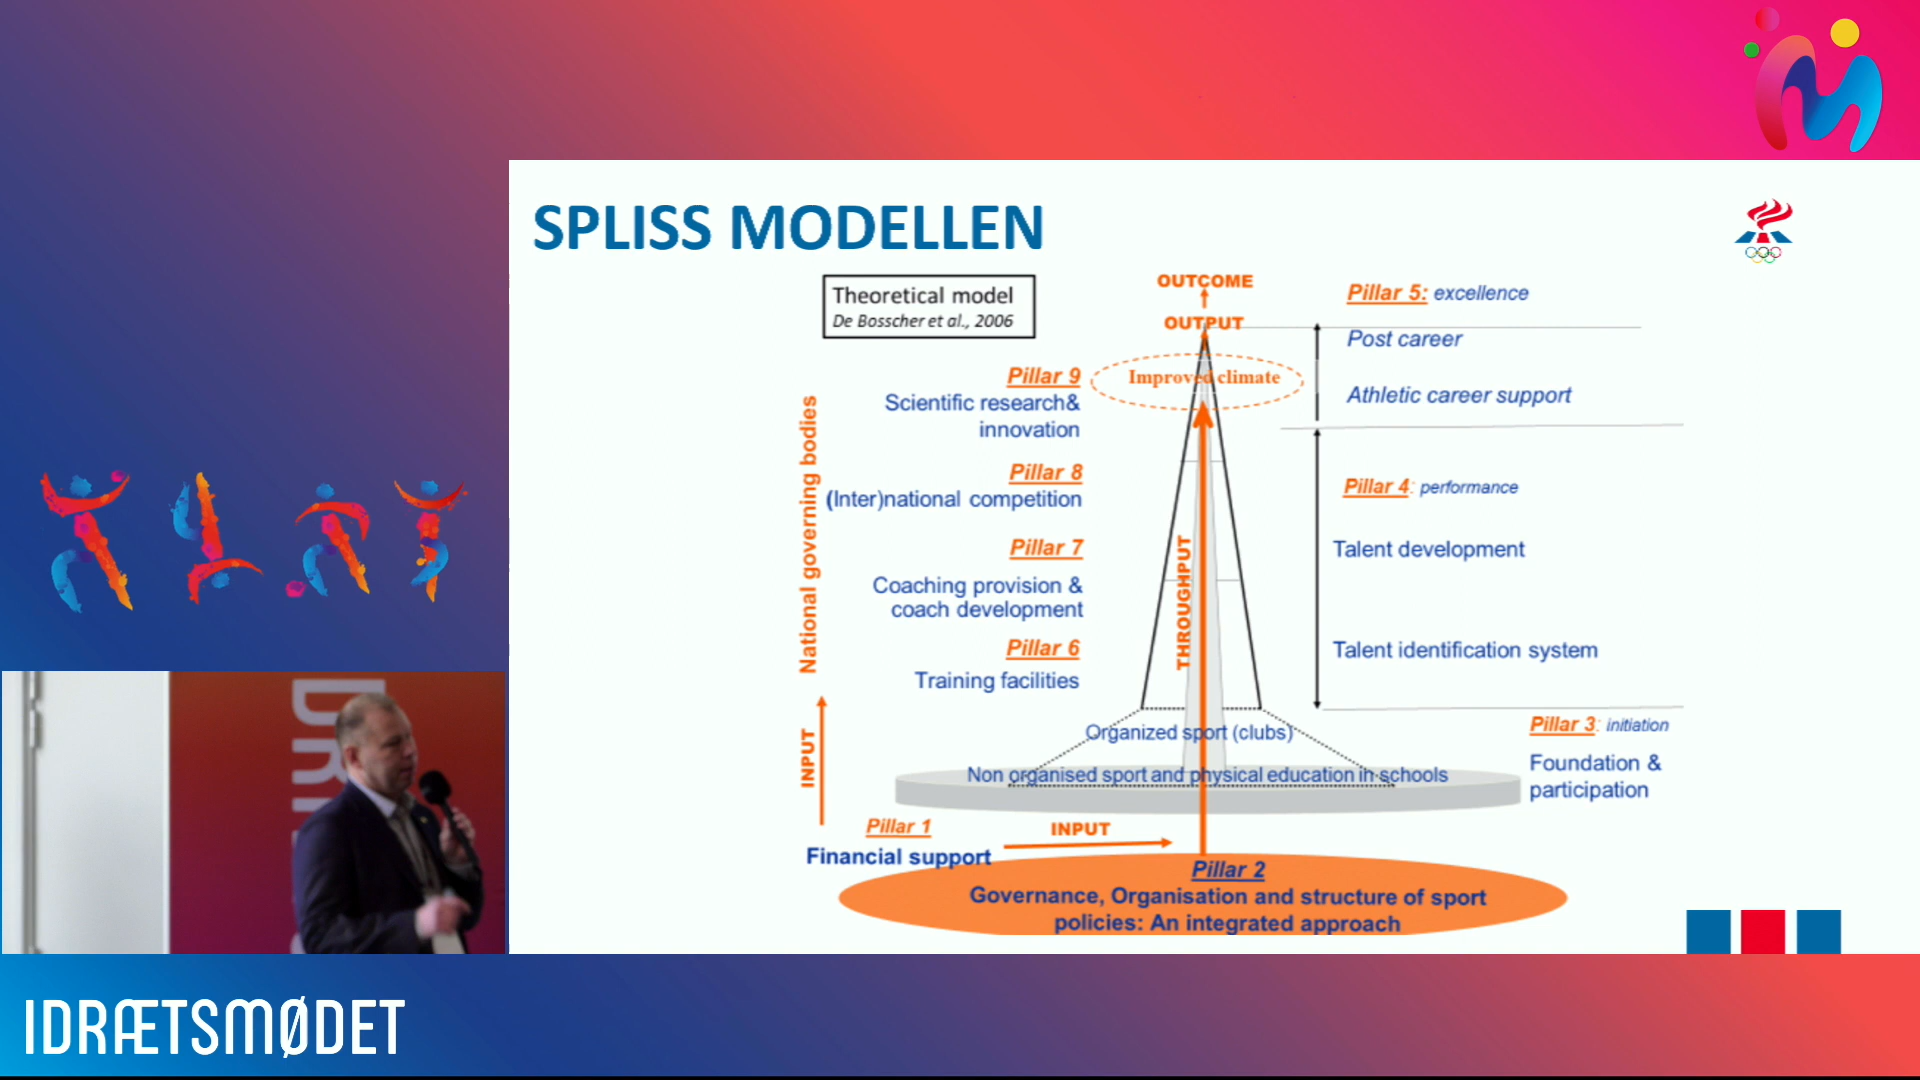 SPLISS MODELLEN
Theoretical model
De Bosscher et al., 2006
OUTCOME
OUTPUT
Improved climate
THROUGHPUT
Pillar 5: excellence
Post career
Athletic career support
Pillar 4: performance
Talent development
Talent identification system
Pillar 3: initiation
Foundation &
participation
National governing bodies
INPUT
Pillar 9
Scientific research&
innovation
Pillar 8
(Inter)national competition
Pillar 7
Coaching provision &
coach development
Pillar 6
Training facilities
Organized sport (clubs)
Non organised sport and physical education in schools
Pillar 1
Financial support
INPUT
Pillar 2
Governance, Organisation and structure of sport
policies: An integrated approach
IDRÆTSMØDET